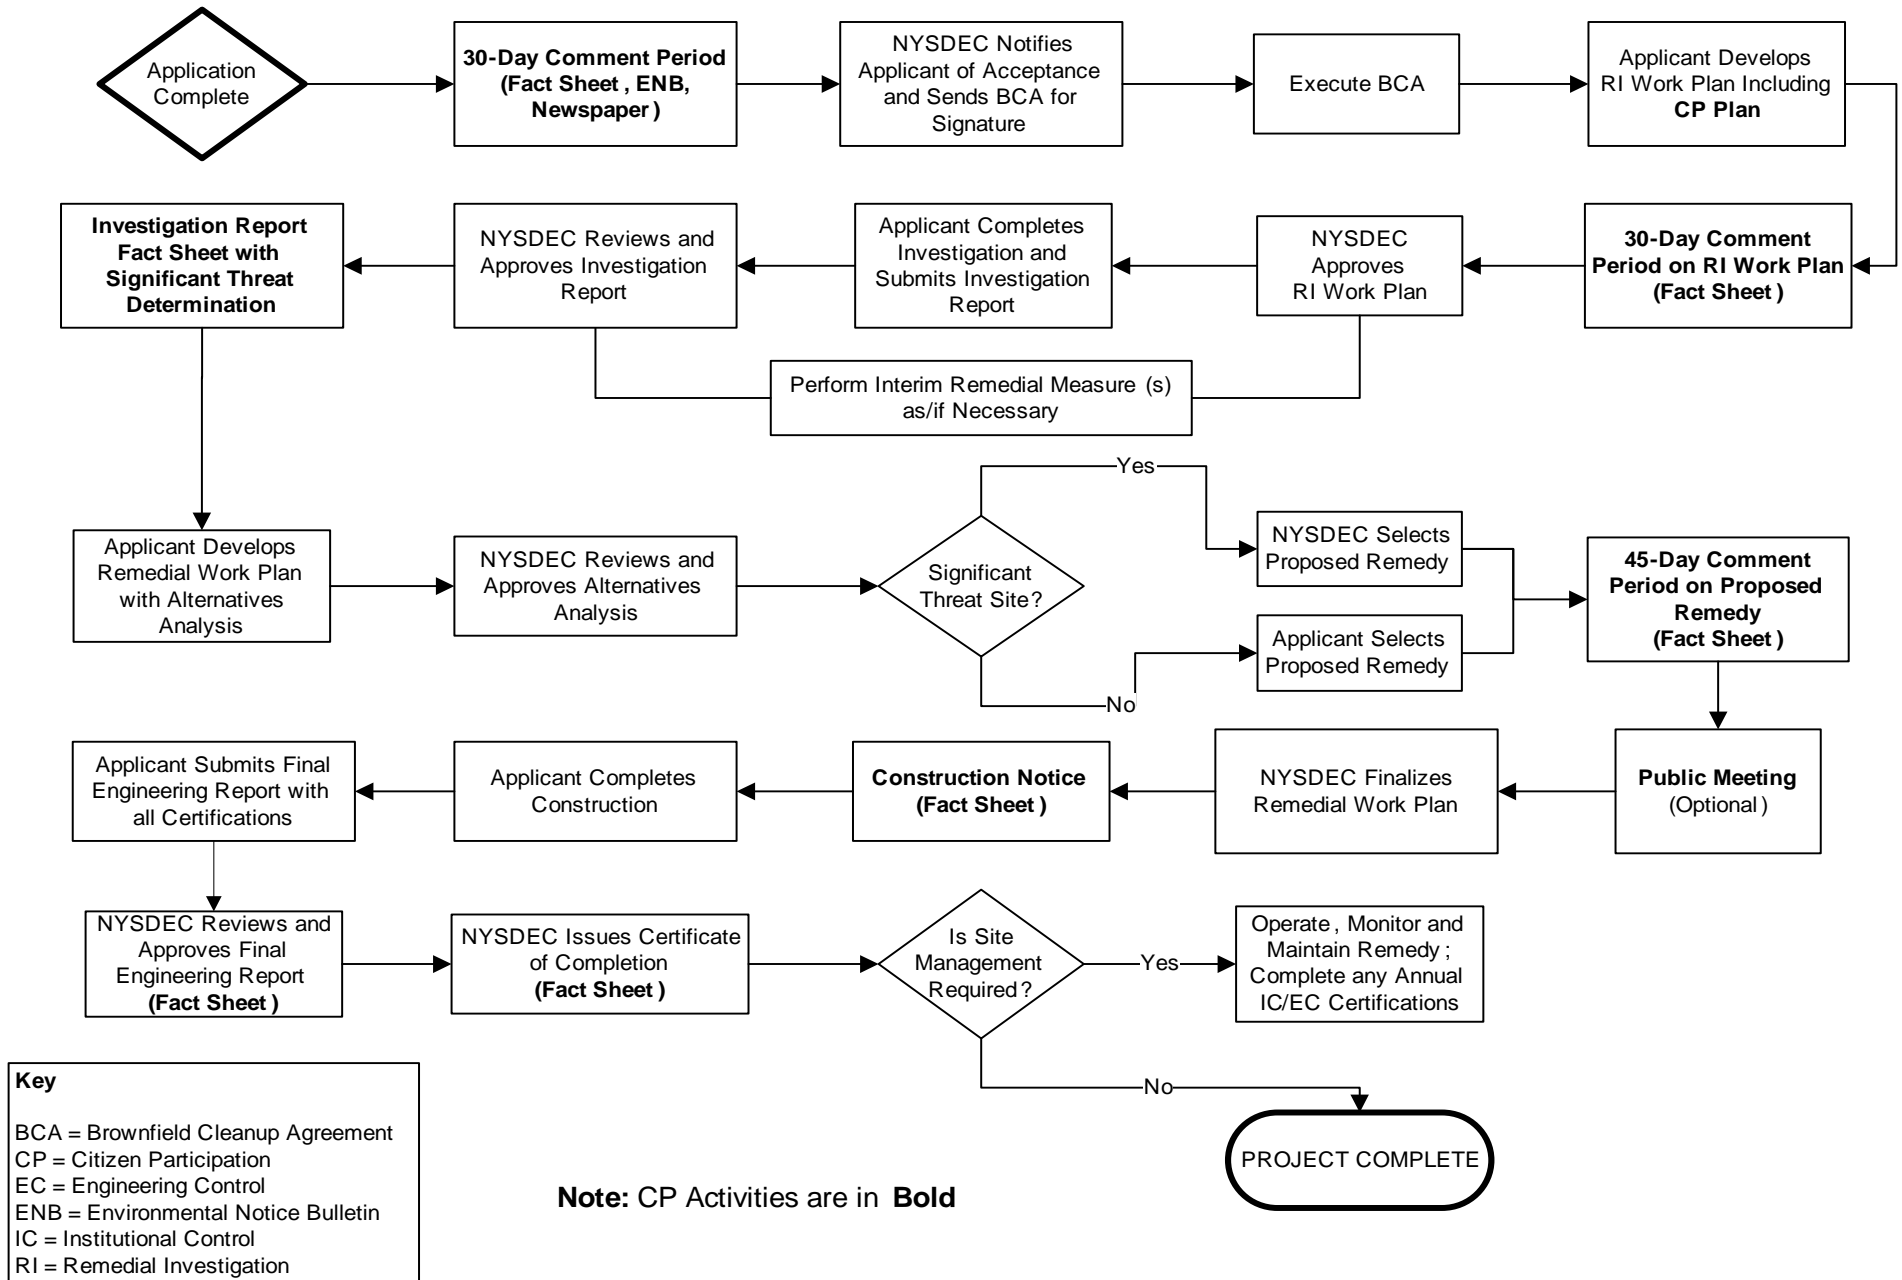 Application
Complete
30-Day Comment Period
(Fact Sheet, ENB,
Newspaper)
NYSDEC Notifies
Applicant of Acceptance
and Sends BCA for
Signature
Execute BCA
Applicant Develops
RI Work Plan Including
CP Plan
30-Day Comment
Period on RI Work Plan
(Fact Sheet)
NYSDEC
Approves
RI Work Plan
Applicant Completes
Investigation and
Submits Investigation
Report
NYSDEC Reviews and
Approves Investigation
Report
Investigation Report
Fact Sheet with
Significant Threat
Determination
Perform Interim Remedial Measure (s)
as/if Necessary
Applicant Develops
Remedial Work Plan
with Alternatives
Analysis
NYSDEC Reviews and
Approves Alternatives
Analysis
Significant
Threat Site?
Yes
No
NYSDEC Selects
Proposed Remedy
Applicant Selects
Proposed Remedy
45-Day Comment
Period on Proposed
Remedy
(Fact Sheet)
Public Meeting
(Optional)
NYSDEC Finalizes
Remedial Work Plan
Construction Notice
(Fact Sheet)
Applicant Completes
Construction
Applicant Submits Final
Engineering Report with
all Certifications
NYSDEC Reviews and
Approves Final
Engineering Report
(Fact Sheet)
NYSDEC Issues Certificate
of Completion
(Fact Sheet)
Is Site
Management
Required?
Yes
Operate, Monitor and
Maintain Remedy;
Complete any Annual
IC/EC Certifications
No
PROJECT COMPLETE
Key
BCA = Brownfield Cleanup Agreement
CP = Citizen Participation
EC = Engineering Control
ENB = Environmental Notice Bulletin
IC = Institutional Control
RI = Remedial Investigation
Note: CP Activities are in Bold